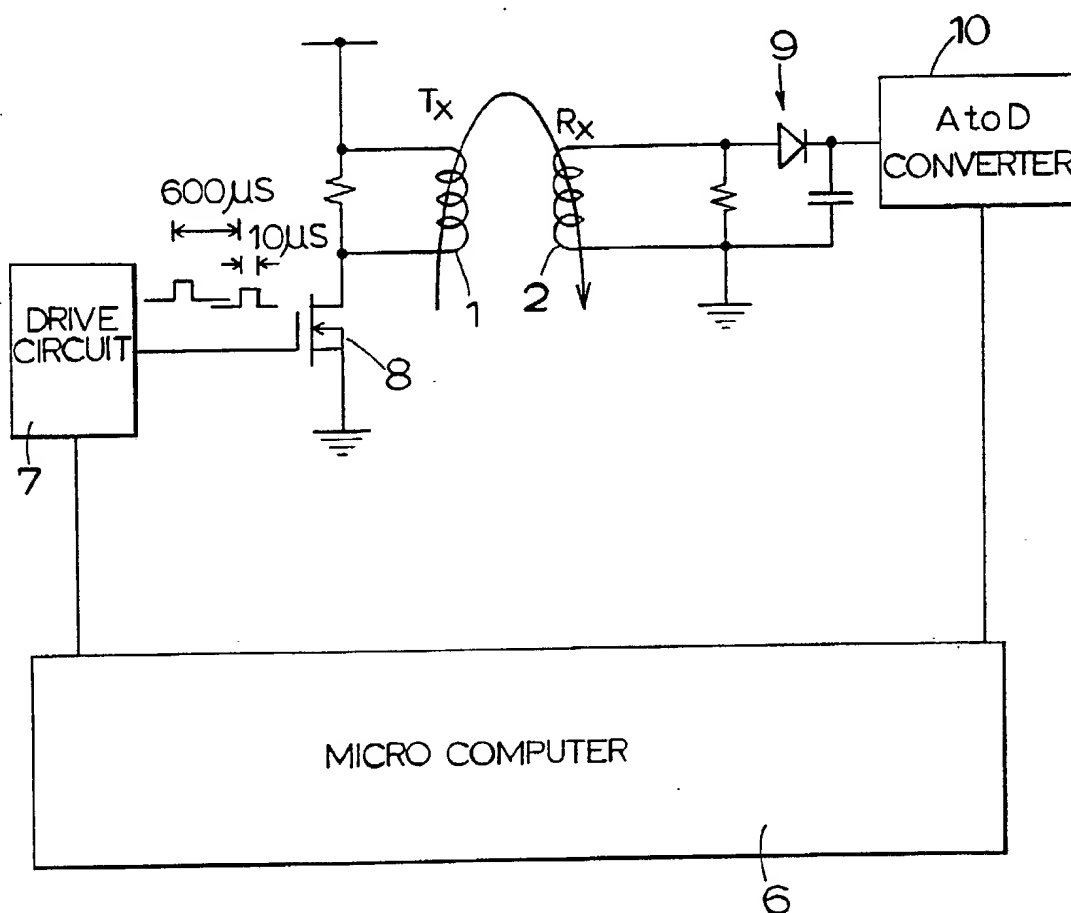 10
9
A to D
CONVERTER
Tx
Rx
600μS
10μS
1
2
DRIVE
CIRCUIT
8
7
MICRO COMPUTER
6